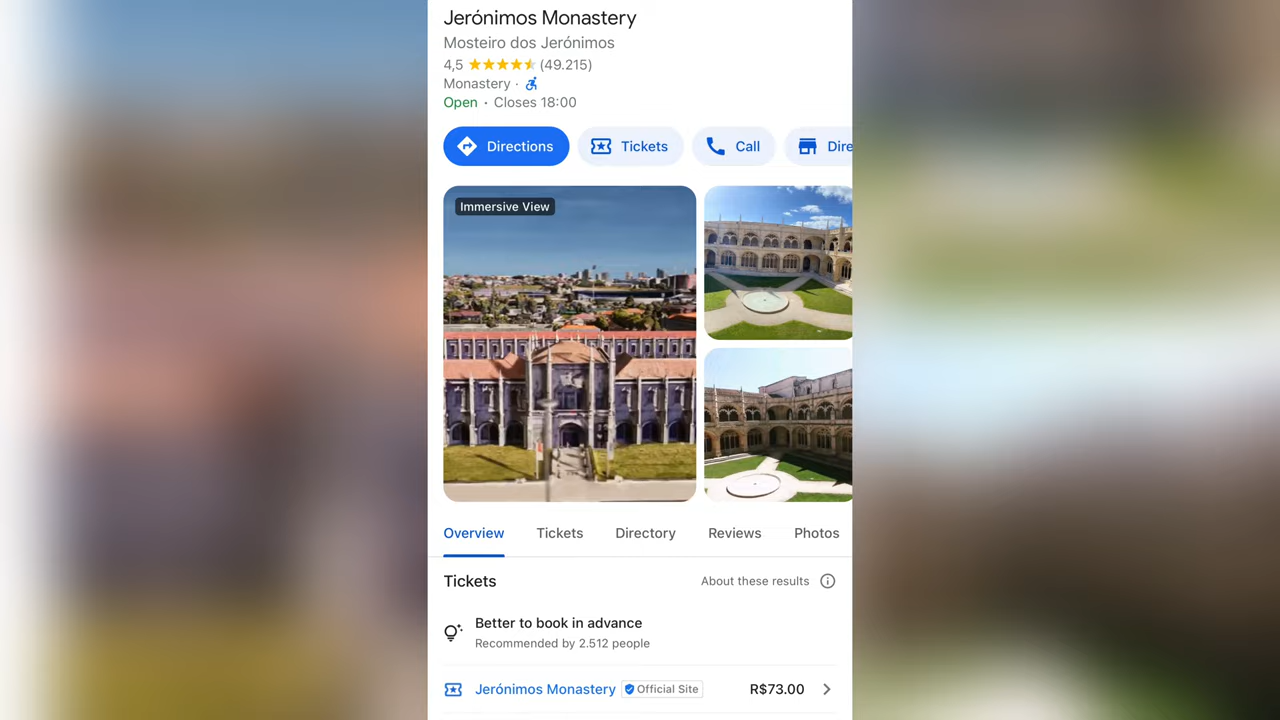 Jerónimos Monastery
Mosteiro dos Jerónimos
4,5 (49.215)
Monastery ·
Open · Closes 18:00
Directions
Tickets
Call
Dire
Immersive View
Overview
Tickets
Directory
Reviews
Photos
Tickets
About these results
Better to book in advance
Recommended by 2.512 people
Jerónimos Monastery Official Site R$73.00